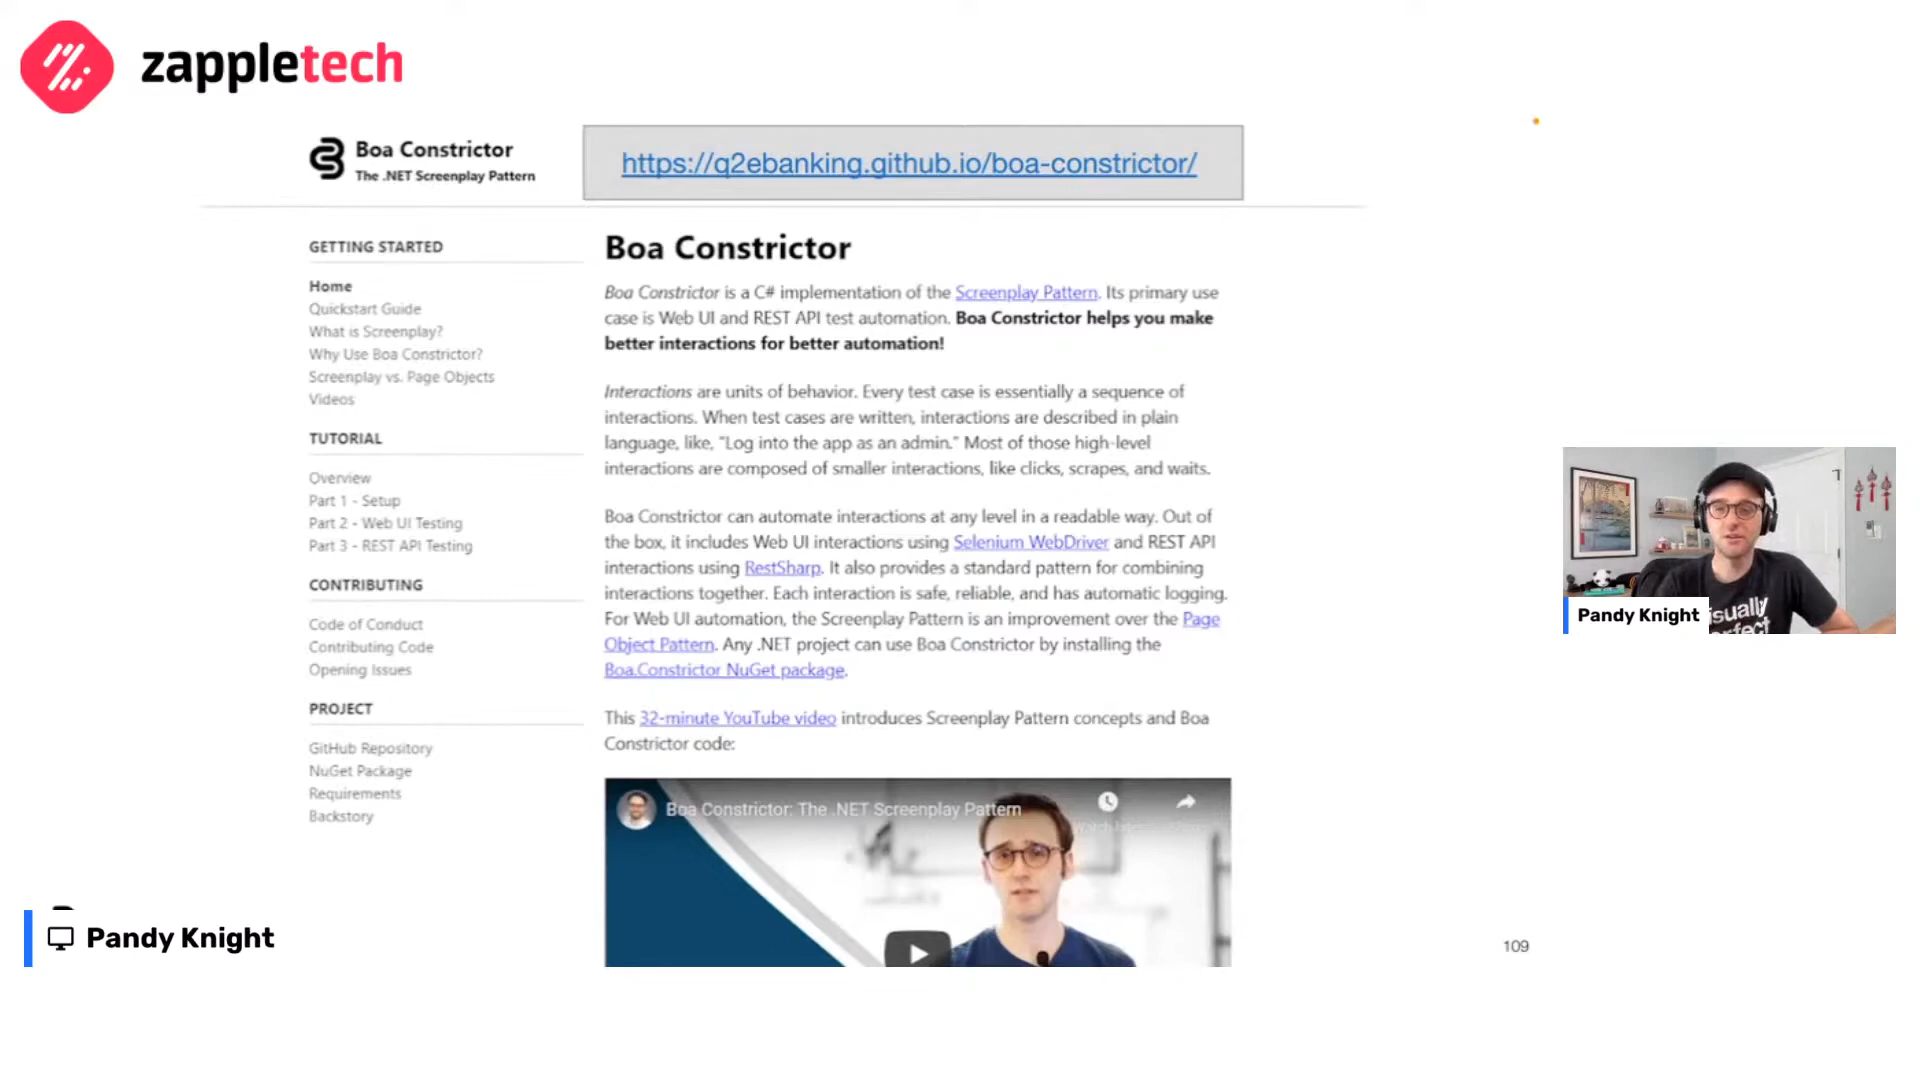 zappletech
Boa Constrictor
The .NET Screenplay Pattern
https://q2ebanking.github.io/boa-constrictor/
GETTING STARTED
Home
Quickstart Guide
What is Screenplay?
Why Use Boa Constrictor?
Screenplay vs. Page Objects
Videos
TUTORIAL
Overview
Part 1 - Setup
Part 2 - Web UI Testing
Part 3 - REST API Testing
CONTRIBUTING
Code of Conduct
Contributing Code
Opening Issues
PROJECT
GitHub Repository
NuGet Package
Requirements
Backstory
Boa Constrictor
Boa Constrictor is a C# implementation of the Screenplay Pattern. Its primary use
case is Web UI and REST API test automation. Boa Constrictor helps you make
better interactions for better automation!
Interactions are units of behavior. Every test case is essentially a sequence of
interactions. When test cases are written, interactions are described in plain
language, like, "Log into the app as an admin." Most of those high-level
interactions are composed of smaller interactions, like clicks, scrapes, and waits.
Boa Constrictor can automate interactions at any level in a readable way. Out of
the box, it includes Web UI interactions using Selenium WebDriver and REST API
interactions using RestSharp. It also provides a standard pattern for combining
interactions together. Each interaction is safe, reliable, and has automatic logging.
For Web UI automation, the Screenplay Pattern is an improvement over the Page
Object Pattern. Any .NET project can use Boa Constrictor by installing the
Boa.Constrictor NuGet package.
This 32-minute YouTube video introduces Screenplay Pattern concepts and Boa
Constrictor code:
Boa Constrictor: The .NET Screenplay Pattern
Pandy Knight
109
Pandy Knight